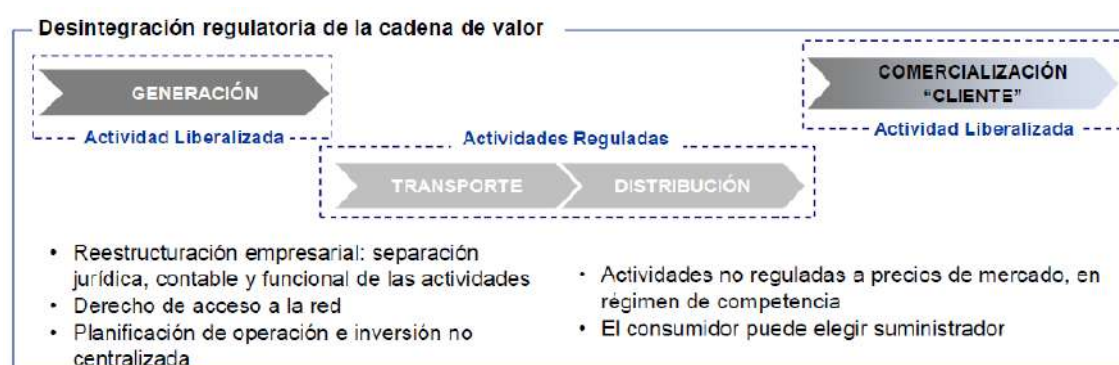 Desintegración regulatoria de la cadena de valor
GENERACIÓN
Actividad Liberalizada
COMERCIALIZACIÓN
“CLIENTE”
Actividad Liberalizada
Actividades Reguladas
TRANSPORTE
DISTRIBUCIÓN
• Reestructuración empresarial: separación
jurídica, contable y funcional de las actividades
• Derecho de acceso a la red
• Planificación de operación e inversión no
centralizada
• Actividades no reguladas a precios de mercado, en
régimen de competencia
• El consumidor puede elegir suministrador